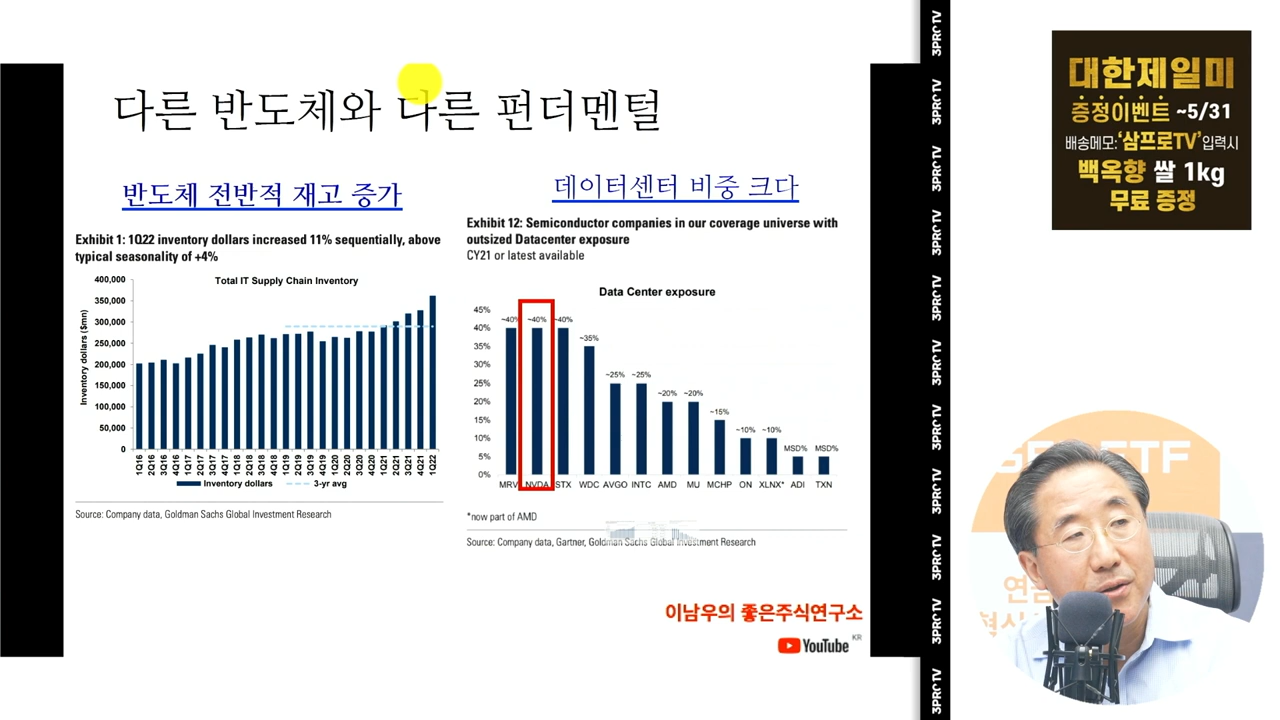 다른 반도체와 다른 펀더멘털
반도체 전반적 재고 증가
Exhibit 1: 1Q22 inventory dollars increased 11% sequentially, above
typical seasonality of +4%
Total IT Supply Chain Inventory
Inventory dollars ($mn)
400,000
350,000
300,000
250,000
200,000
150,000
100,000
50,000
0
1Q16 2Q16 3Q16 4Q16 1Q17 2Q17 3Q17 4Q17 1Q18 2Q18 3Q18 4Q18 1Q19 2Q19 3Q19 4Q19 1Q20 2Q20 3Q20 4Q20 1Q21 2Q21 3Q21 4Q21 1Q22
Inventory dollars 3-yr avg
Source: Company data, Goldman Sachs Global Investment Research
데이터센터 비중 크다
Exhibit 12: Semiconductor companies in our coverage universe with
outsized Datacenter exposure
CY21 or latest available
Data Center exposure
45%
40%
35%
30%
25%
20%
15%
10%
5%
0%
~40% ~40% ~40% ~35% ~25% ~25% ~20% ~20% ~15% ~10% ~10% MSD% MSD%
MRVL NVDA STX WDC AVGO INTC AMD MU MCHP ON XLNX* ADI TXN
*now part of AMD
Source: Company data, Gartner, Goldman Sachs Global Investment Research
이남우의 좋은주식연구소
YouTube KR
3PROTV
3PROTV
3PROTV
3PROTV
3PROTV
3PROTV
3PROTV
3PROTV
3PROTV
3PROTV
3PROTV
대한제일미
증정이벤트 ~5/31
배송메모:'삼프로TV'입력시
백옥향 쌀 1kg
무료 증정